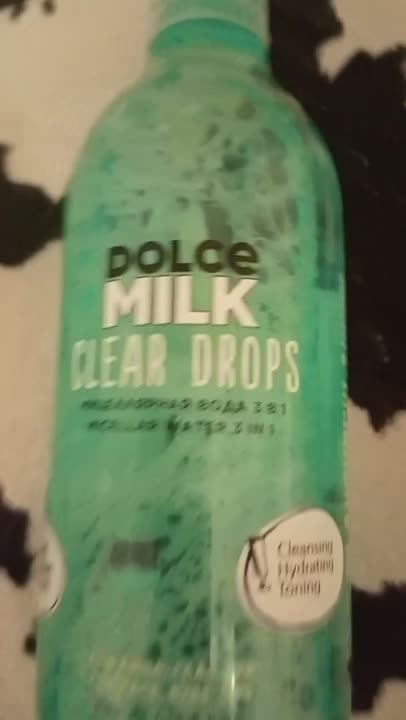 DOLCE
MILK
CLEAR DROPS
МИЦЕЛЛЯРНАЯ ВОДА 3 В 1
MICELLAR WATER 3 IN 1
Cleansing
Hydrating
Toning